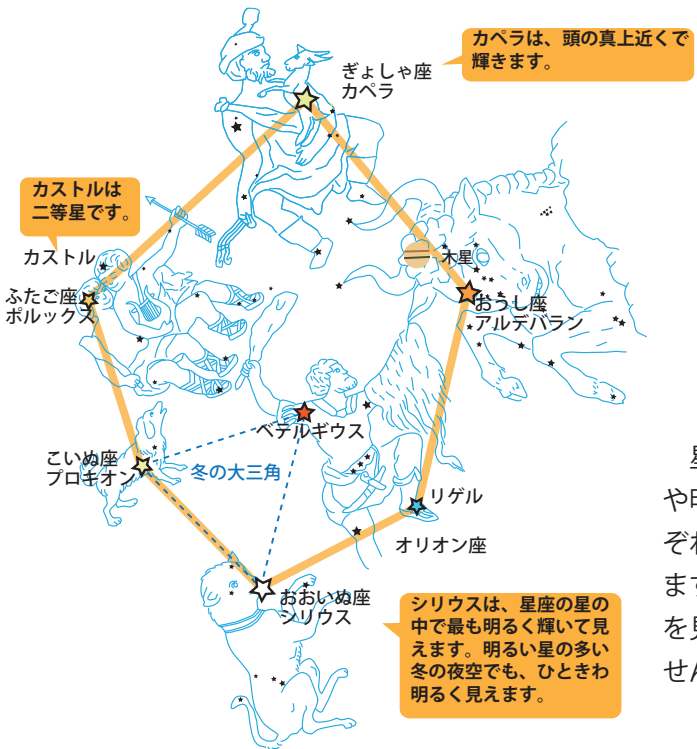 カペラは、頭の真上近くで
輝きます。
ぎょしゃ座
カペラ
カストルは
二等星です。
カストル
ふたご座
ポルックス
木星
おうし座
アルデバラン
ベテルギウス
こいぬ座
プロキオン
冬の大三角
リゲル
オリオン座
おおいぬ座
シリウス
シリウスは、星座の星の
中で最も明るく輝いて見
えます。明るい星の多い
冬の夜空でも、ひときわ
明るく見えます。
星
や
ぞれ
ます
を見
せん